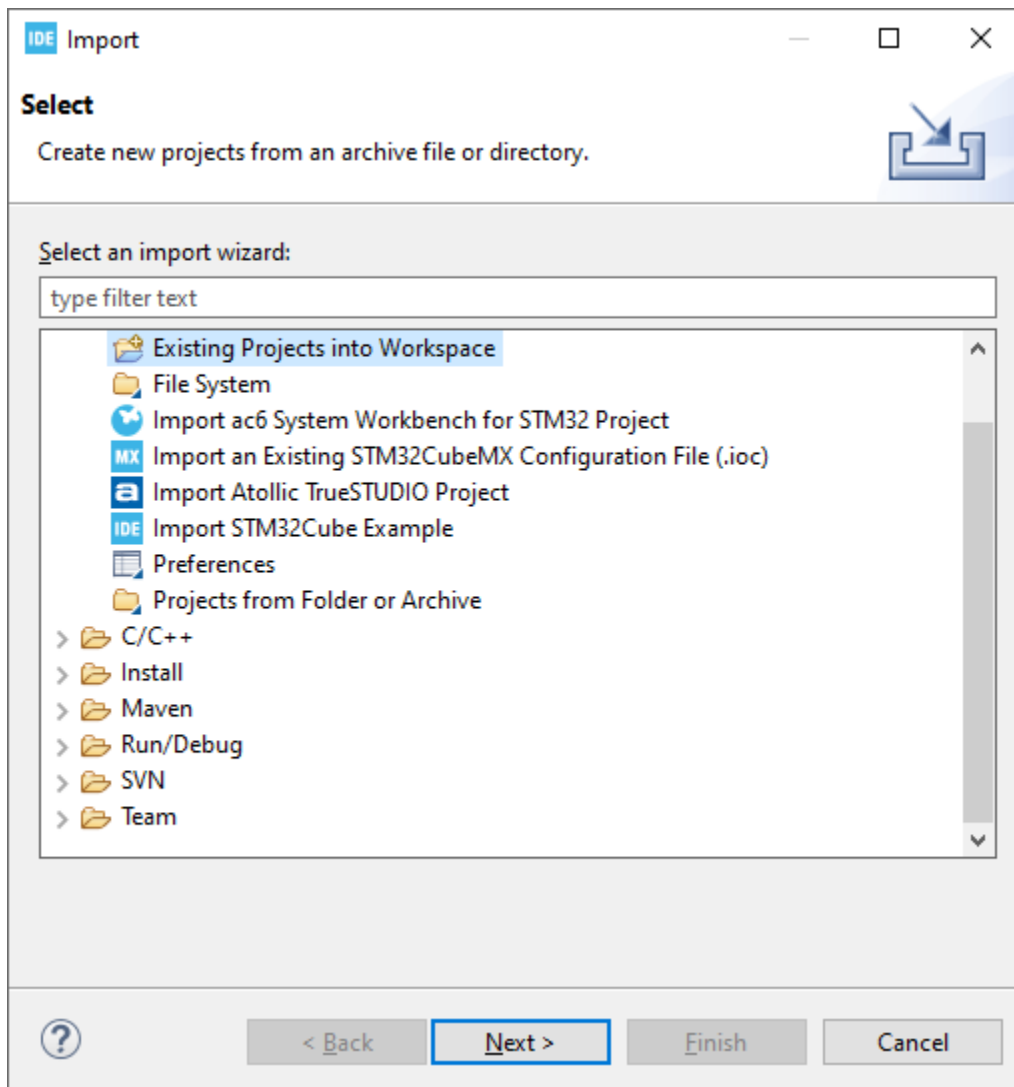 IDE Import
Select
Create new projects from an archive file or directory.
Select an import wizard:
type filter text
Existing Projects into Workspace
File System
Import ac6 System Workbench for STM32 Project
MX Import an Existing STM32CubeMX Configuration File (.ioc)
a Import Atollic TrueSTUDIO Project
IDE Import STM32Cube Example
Preferences
Projects from Folder or Archive
C/C++
Install
Maven
Run/Debug
SVN
Team
? < Back Next > Finish Cancel